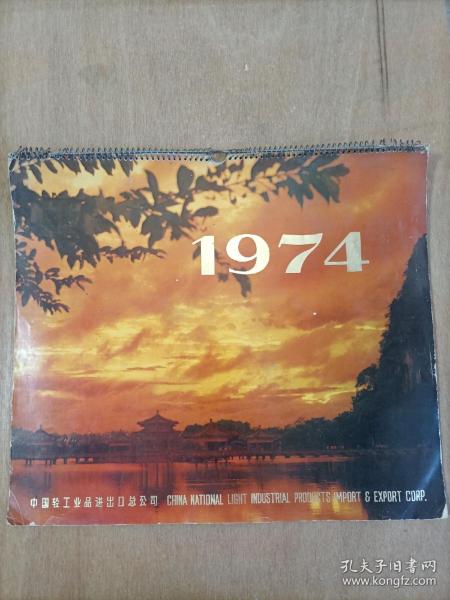 1974
中国轻工业品进出口总公司 CHINA NATIONAL LIGHT INDUSTRIAL PRODUCTS IMPORT & EXPORT CORP.
孔夫子旧书网
www.kongfz.com